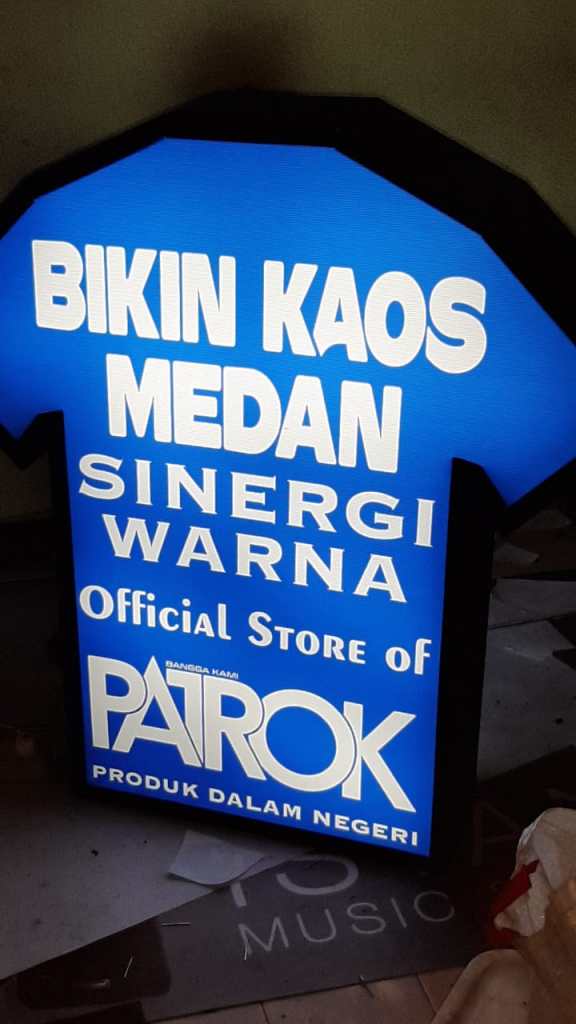 BIKIN KAOS
MEDAN
SINERGI
WARNA
Official Store of
BANGGA KAMI
PATROK
PRODUK DALAM NEGERI
MUSIC